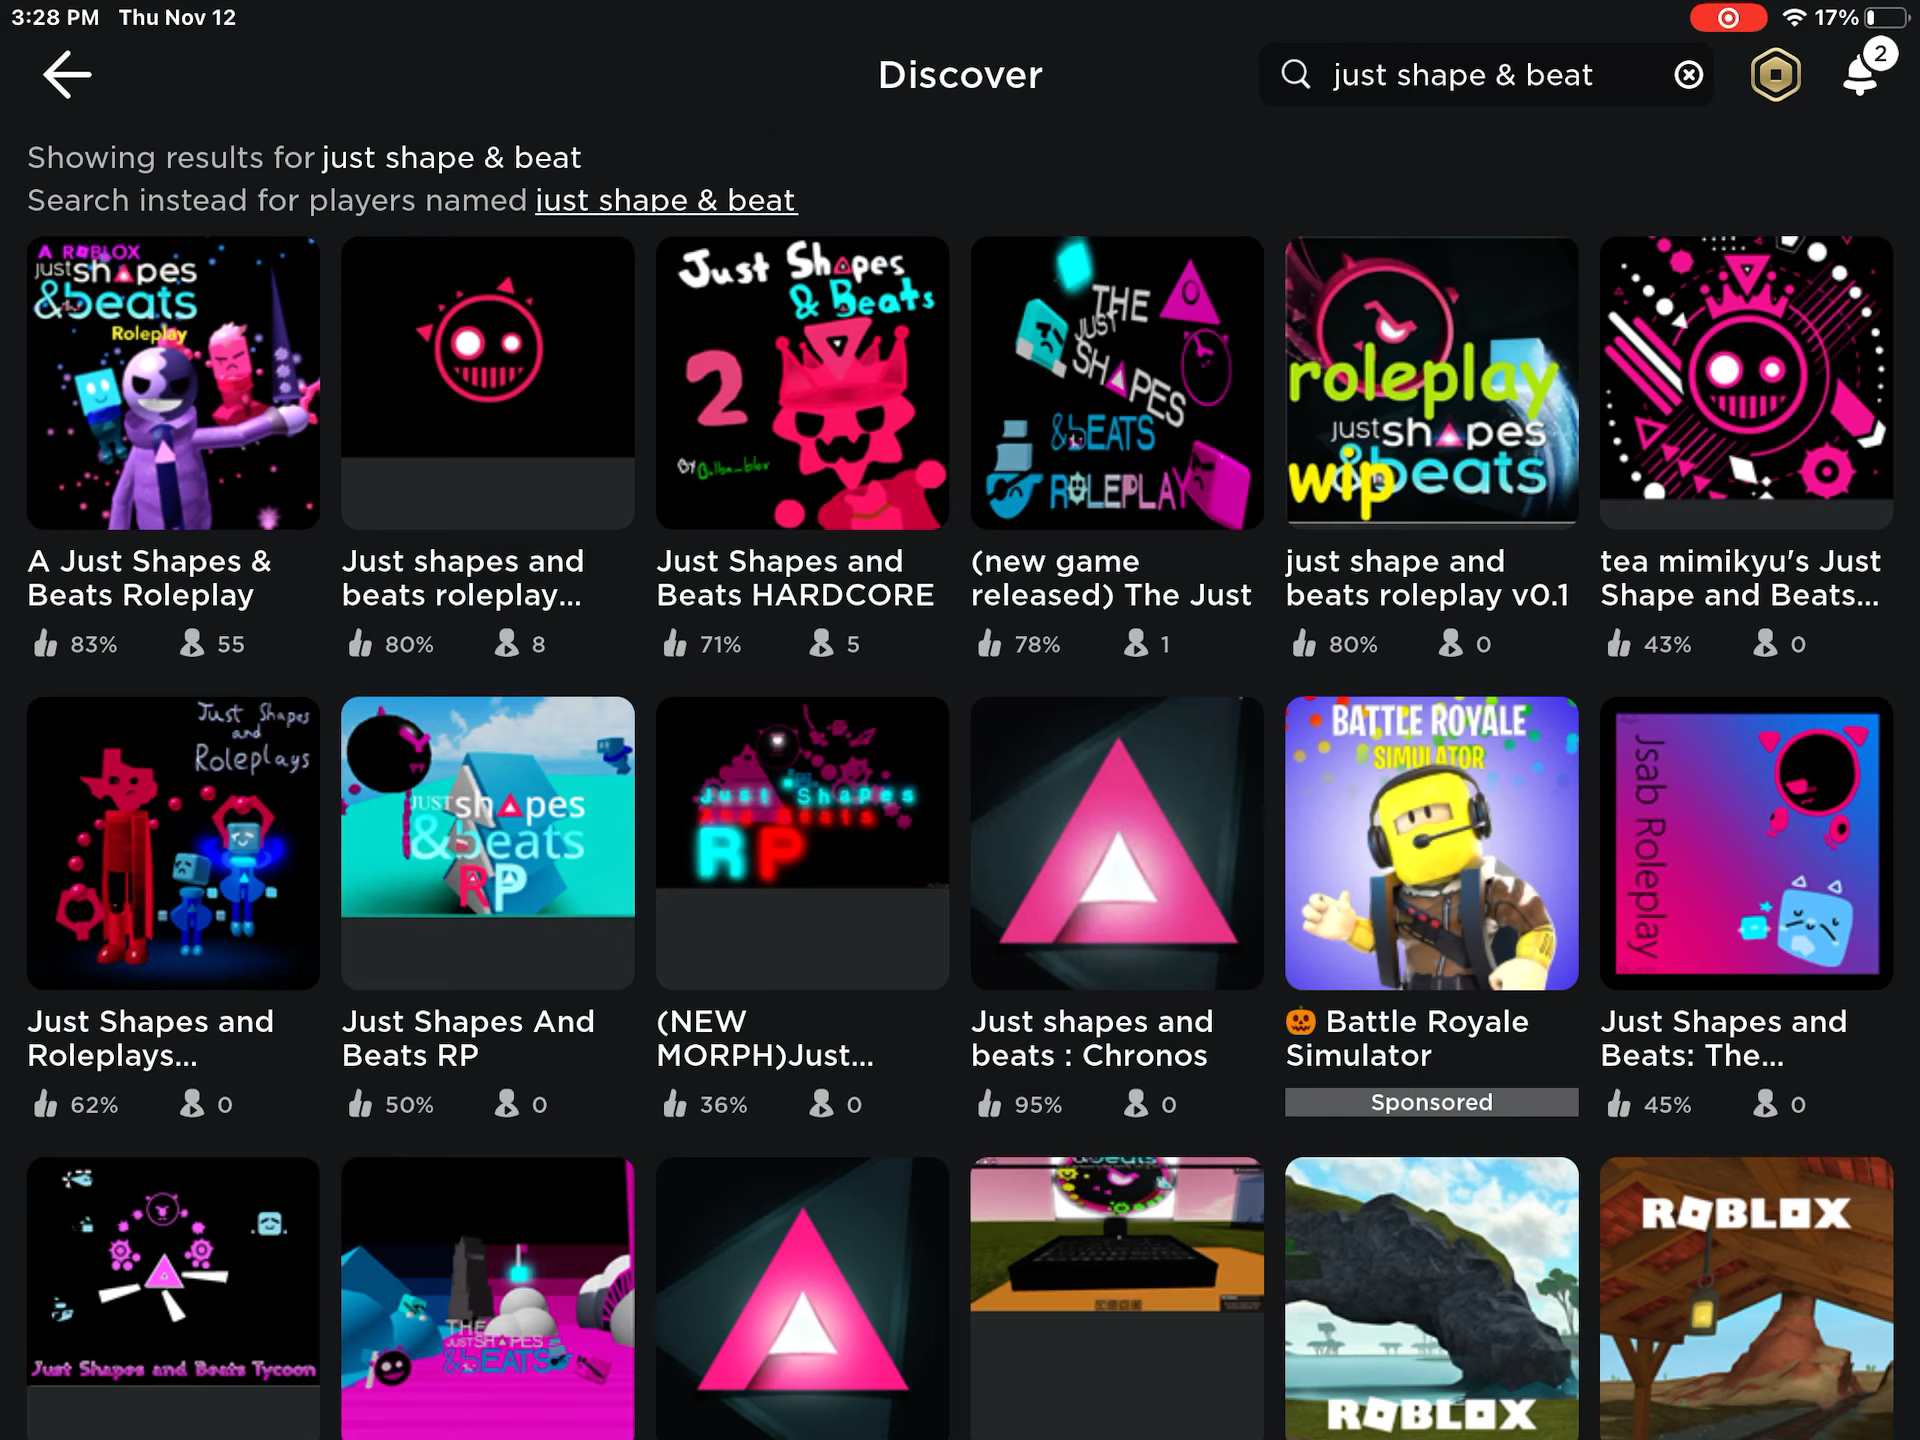 3:28 PM Thu Nov 12
17%
Discover
just shape & beat
2
Showing results for just shape & beat
Search instead for players named just shape & beat
A ROBLOX
just shapes
&beats
Roleplay
Just Shapes
& Beats
2
By
THE
JUST
SHAPES
&bEATS
ROLEPLAY
roleplay
just shapes
wip &beats
A Just Shapes &
Beats Roleplay
83% 55
Just shapes and
beats roleplay...
80% 8
Just Shapes and
Beats HARDCORE
71% 5
(new game
released) The Just
78% 1
just shape and
beats roleplay v0.1
80% 0
tea mimikyu's Just
Shape and Beats...
43% 0
Just Shapes
and
Roleplays
JUST shapes
&beats
RP
Just Shapes
And Beats
RP
BATTLE ROYALE
SIMULATOR
Jsab Roleplay
Just Shapes and
Roleplays...
62% 0
Just Shapes And
Beats RP
50% 0
(NEW
MORPH)Just...
36% 0
Just shapes and
beats : Chronos
95% 0
🎃 Battle Royale
Simulator
Sponsored
Just Shapes and
Beats: The...
45% 0
Just Shapes and Beats Tycoon
THE
JUST SHAPES
&bEATS
&beats
ROBLOX
ROBLOX